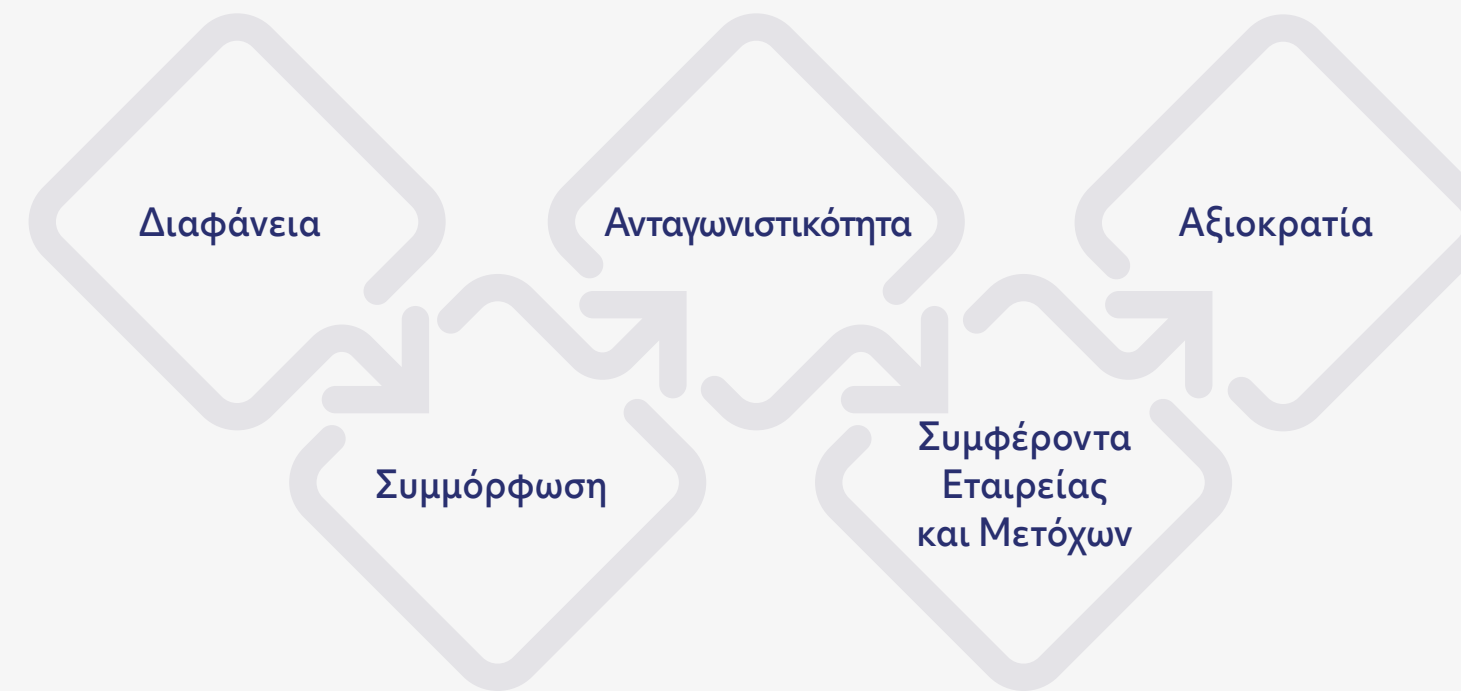 Διαφάνεια
Ανταγωνιστικότητα
Αξιοκρατία
Συμμόρφωση
Συμφέροντα
Εταιρείας
και Μετόχων